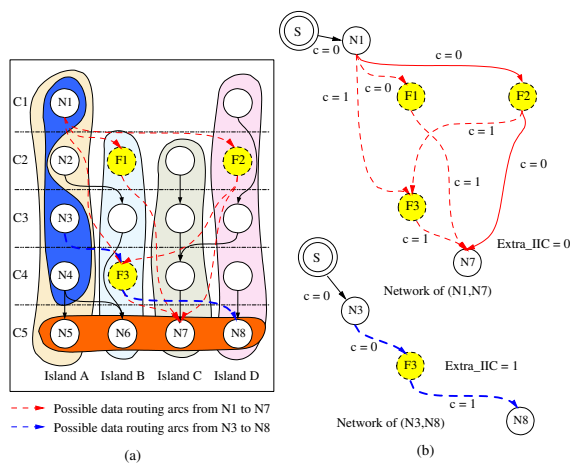 C1
C2
C3
C4
C5
N1
N2
F1
F2
N3
N4
F3
N5
N6
N7
N8
Island A
Island B
Island C
Island D
Possible data routing arcs from N1 to N7
Possible data routing arcs from N3 to N8
(a)
S
c = 0
N1
c = 0
c = 0
c = 1
F1
F2
c = 1
c = 0
F3
c = 1
c = 1
N7
Extra_IIC = 0
Network of (N1,N7)
S
c = 0
N3
c = 0
F3
Extra_IIC = 1
c = 1
N8
Network of (N3,N8)
(b)